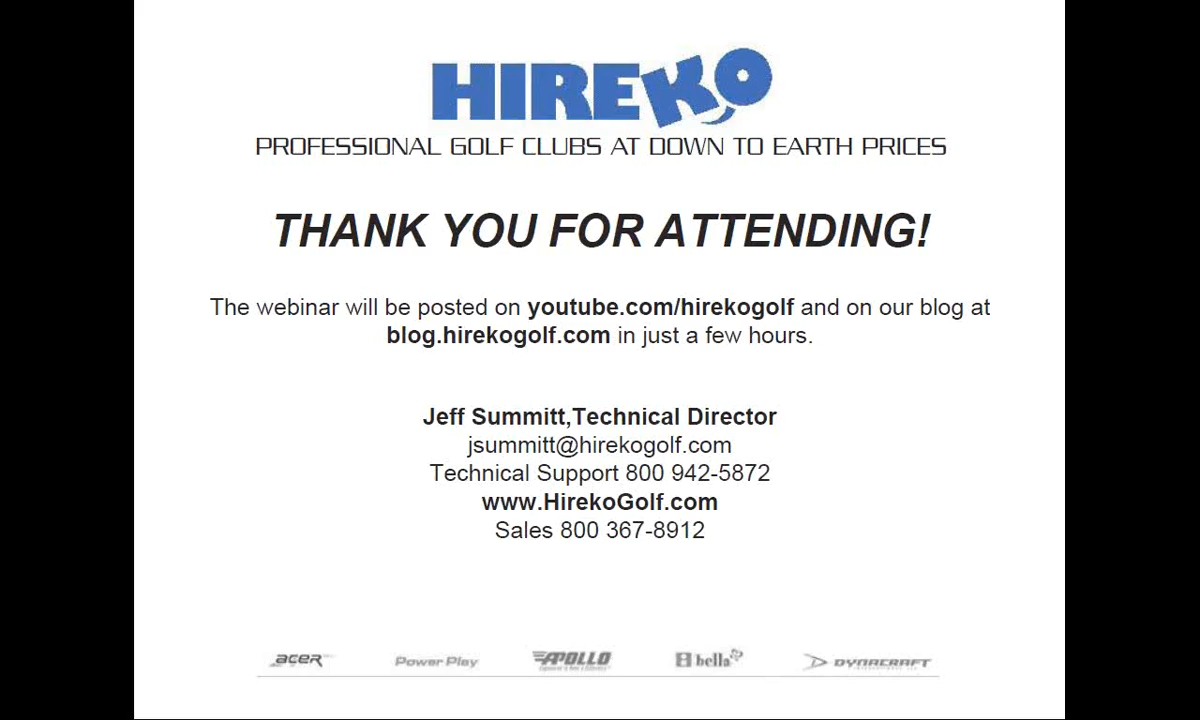 HIREKO
PROFESSIONAL GOLF CLUBS AT DOWN TO EARTH PRICES
THANK YOU FOR ATTENDING!
The webinar will be posted on youtube.com/hirekogolf and on our blog at
blog.hirekogolf.com in just a few hours.
Jeff Summitt,Technical Director
jsummitt@hirekogolf.com
Technical Support 800 942-5872
www.HirekoGolf.com
Sales 800 367-8912
acer Power Play APOLLO bella DYNACRAFT